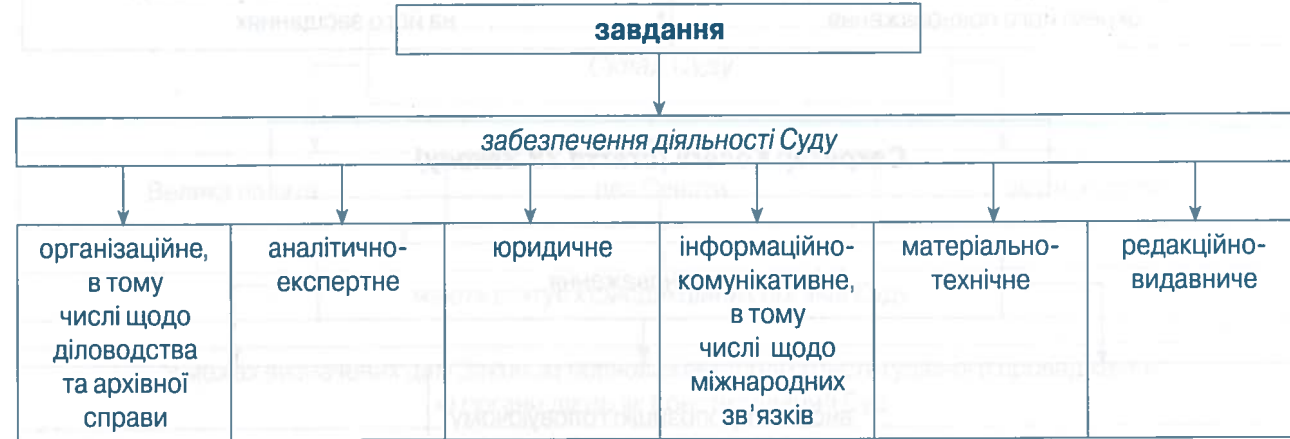 завдання
забезпечення діяльності Суду
організаційне,
в тому
числі щодо
діловодства
та архівної
справи
аналітично-
експертне
юридичне
інформаційно-
комунікативне,
в тому
числі щодо
міжнародних
зв'язків
матеріально-
технічне
редакційно-
видавниче